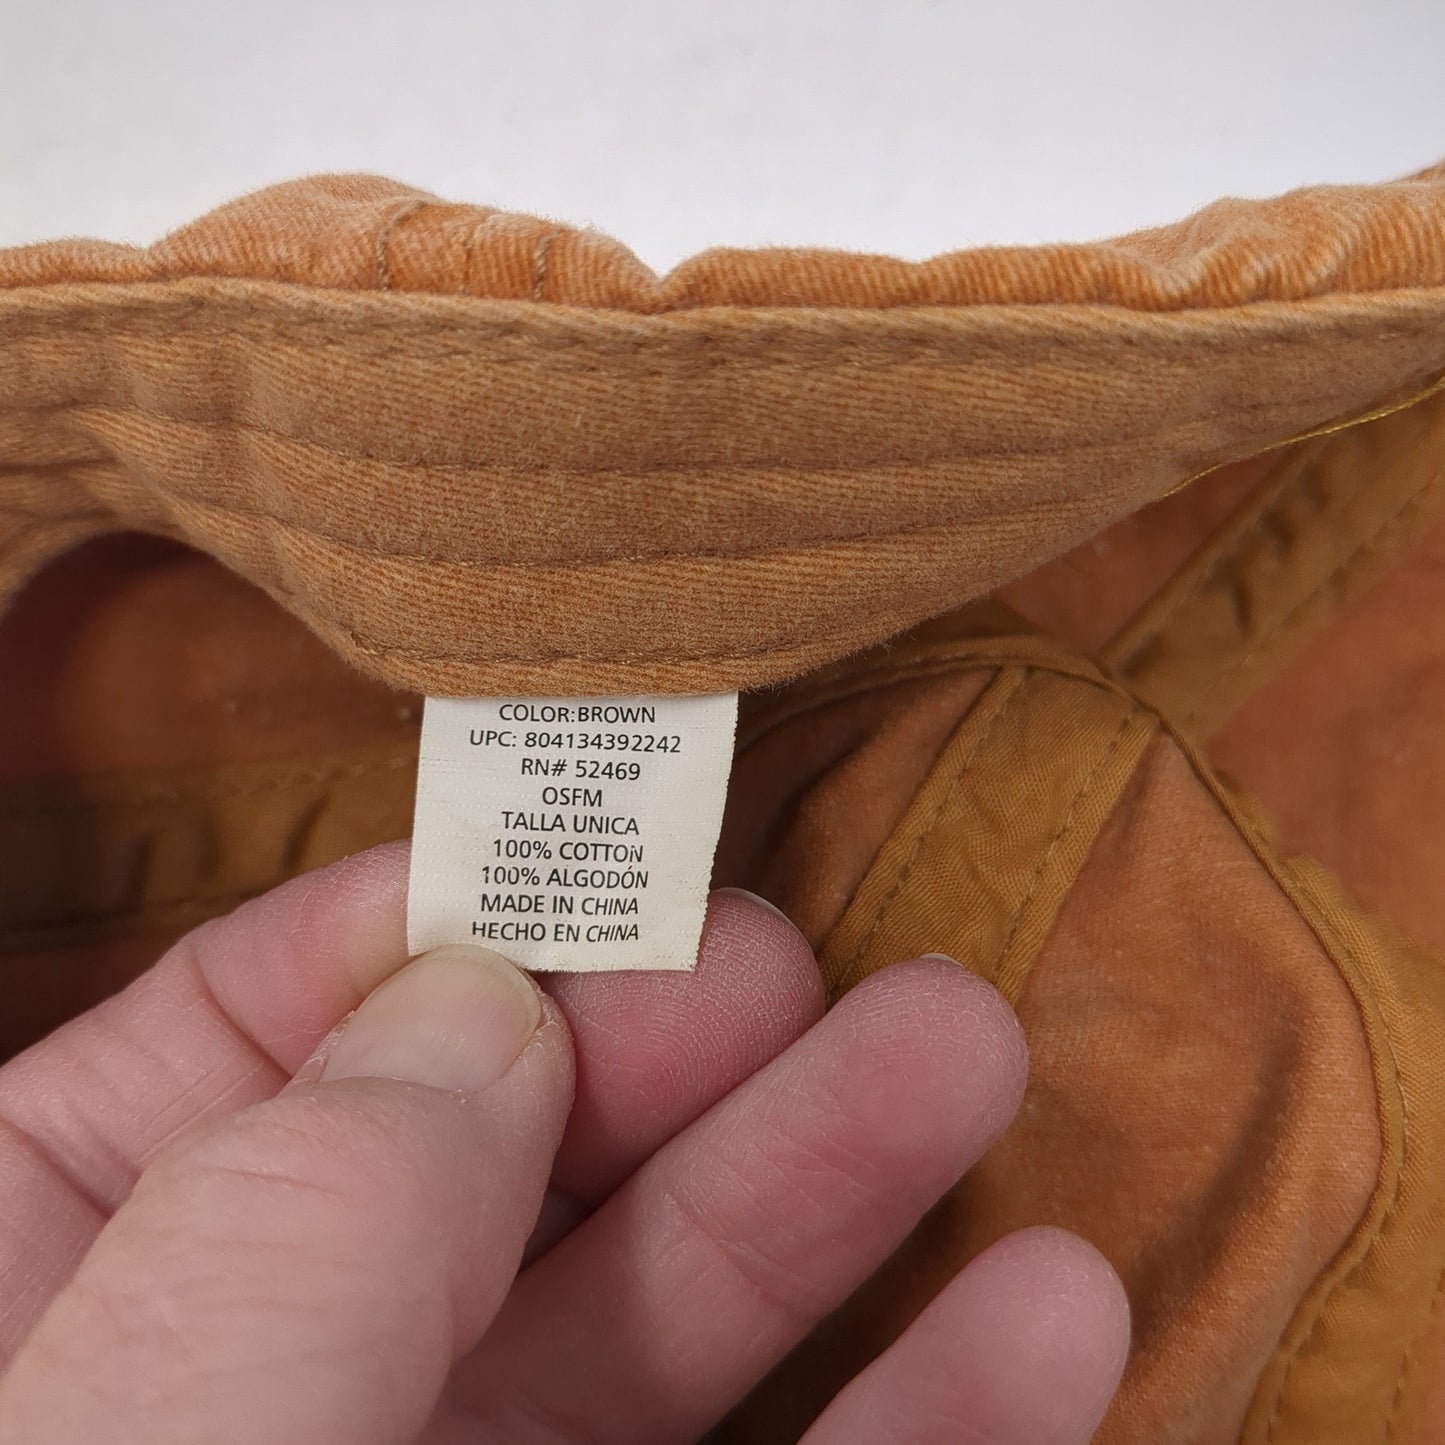 COLOR:BROWN
UPC: 804134392242
RN# 52469
OSFM
TALLA UNICA
100% COTTON
100% ALGODÓN
MADE IN CHINA
HECHO EN CHINA